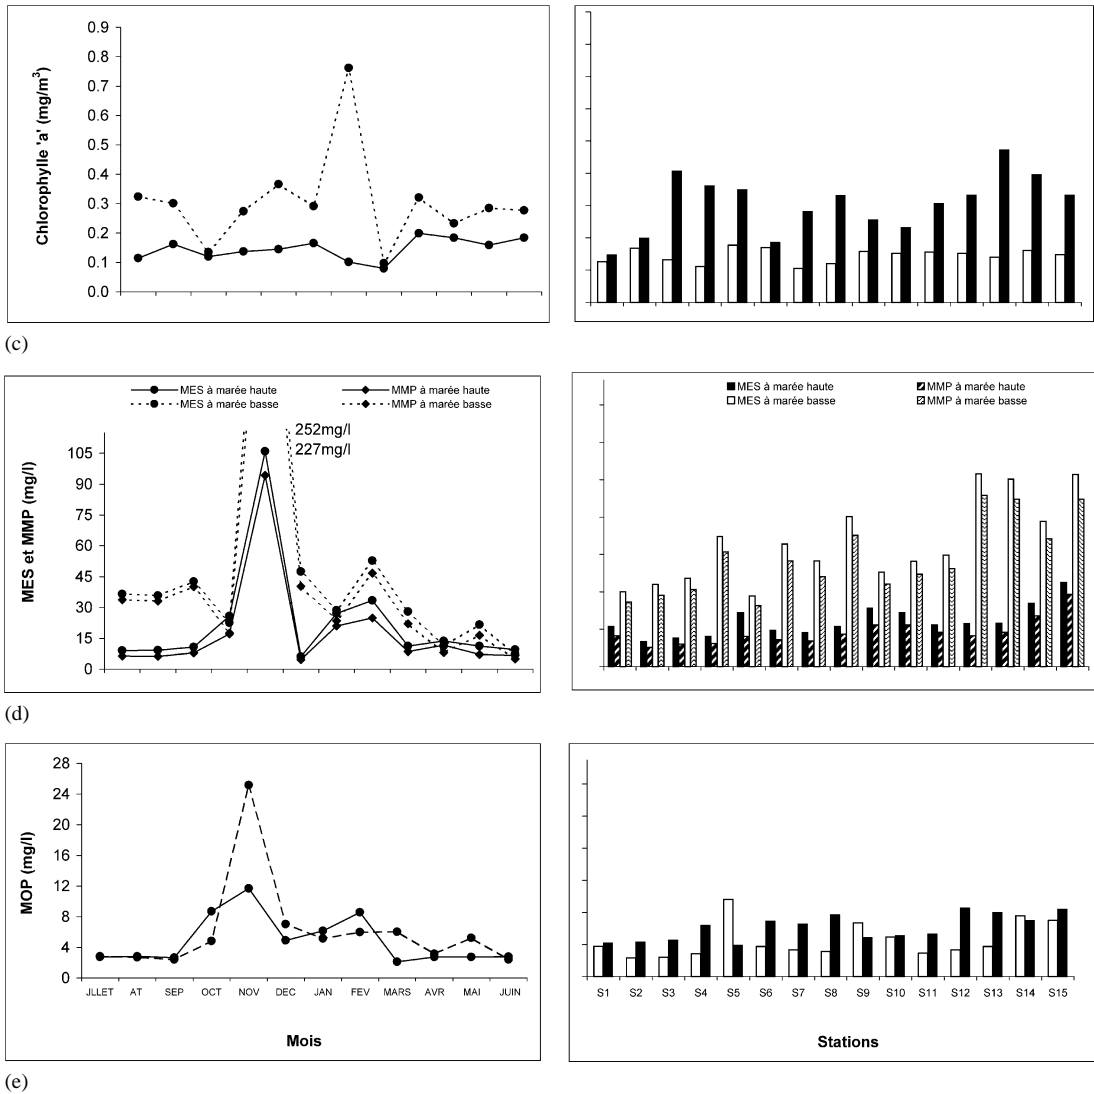 Chlorophylle 'a' (mg/m³)
0.9
0.8
0.7
0.6
0.5
0.4
0.3
0.2
0.1
0.0
(c)
MES à marée haute MMP à marée haute
MES à marée basse MMP à marée basse
252mg/l
227mg/l
MES et MMP (mg/l)
105
90
75
60
45
30
15
0
MES à marée haute MMP à marée haute
MES à marée basse MMP à marée basse
(d)
MOP (mg/l)
28
24
20
16
12
8
4
0
JLLET AT SEP OCT NOV DEC JAN FEV MARS AVR MAI JUIN
Mois
S1 S2 S3 S4 S5 S6 S7 S8 S9 S10 S11 S12 S13 S14 S15
Stations
(e)